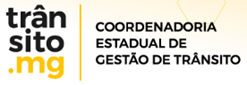 trân
sito
.mg
COORDENADORIA
ESTADUAL DE
GESTÃO DE TRÂNSITO